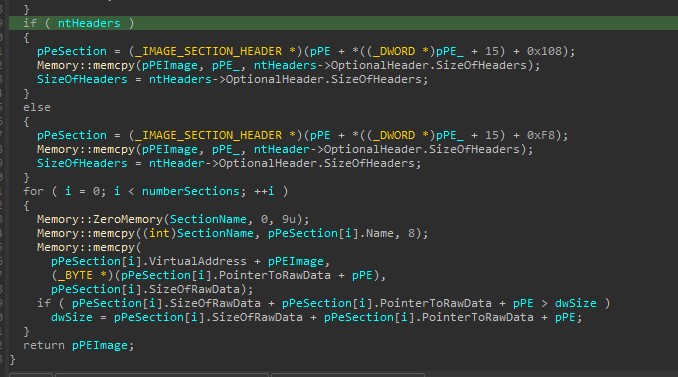 }
if ( ntHeaders )
{
pPeSection = (_IMAGE_SECTION_HEADER *)(pPE + *((_DWORD *)pPE_ + 15) + 0x108);
Memory::memcpy(pPEImage, pPE_, ntHeaders->OptionalHeader.SizeOfHeaders);
SizeOfHeaders = ntHeaders->OptionalHeader.SizeOfHeaders;
}
else
{
pPeSection = (_IMAGE_SECTION_HEADER *)(pPE + *((_DWORD *)pPE_ + 15) + 0xF8);
Memory::memcpy(pPEImage, pPE_, ntHeader->OptionalHeader.SizeOfHeaders);
SizeOfHeaders = ntHeader->OptionalHeader.SizeOfHeaders;
}
for ( i = 0; i < numberSections; ++i )
{
Memory::ZeroMemory(SectionName, 0, 9u);
Memory::memcpy((int)SectionName, pPeSection[i].Name, 8);
Memory::memcpy(
pPeSection[i].VirtualAddress + pPEImage,
(_BYTE *)(pPeSection[i].PointerToRawData + pPE),
pPeSection[i].SizeOfRawData);
if ( pPeSection[i].SizeOfRawData + pPeSection[i].PointerToRawData + pPE > dwSize )
dwSize = pPeSection[i].SizeOfRawData + pPeSection[i].PointerToRawData + pPE;
}
return pPEImage;
}